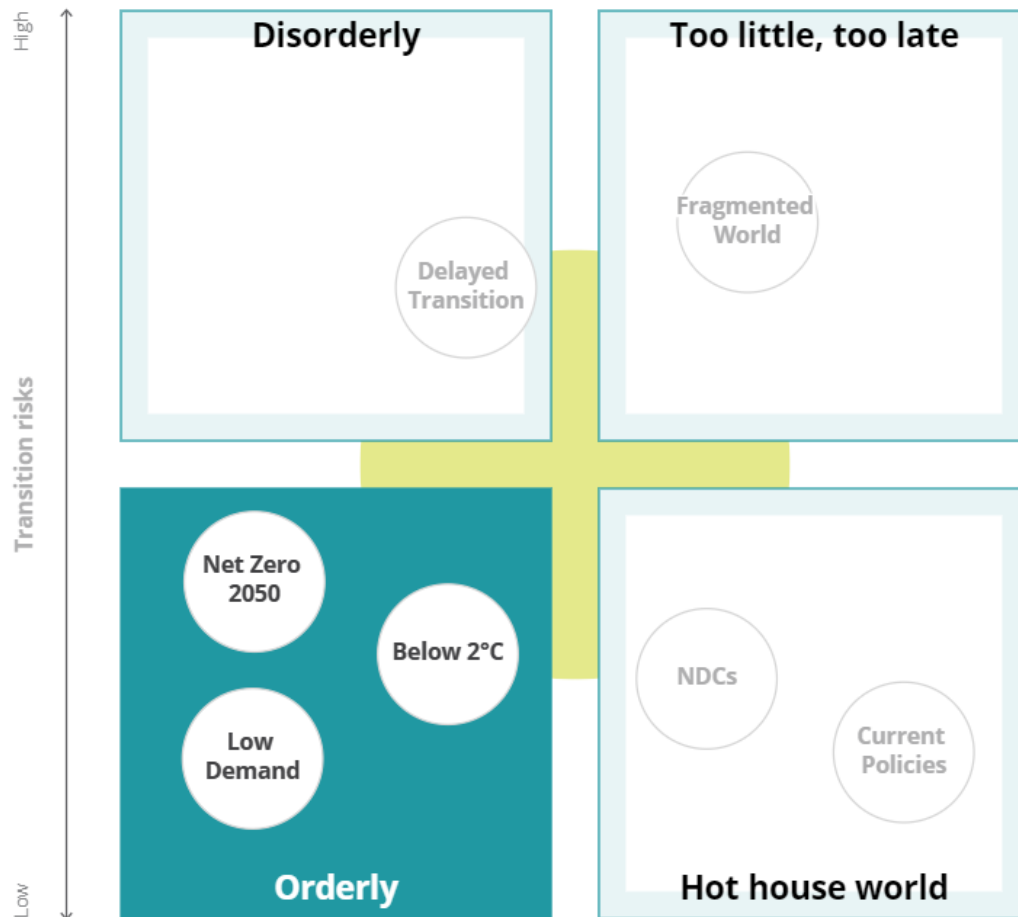 High
Disorderly
Too little, too late
Fragmented
World
Delayed
Transition
Transition risks
Net Zero
2050
Below 2°C
NDCs
Low
Demand
Current
Policies
Low
Orderly
Hot house world